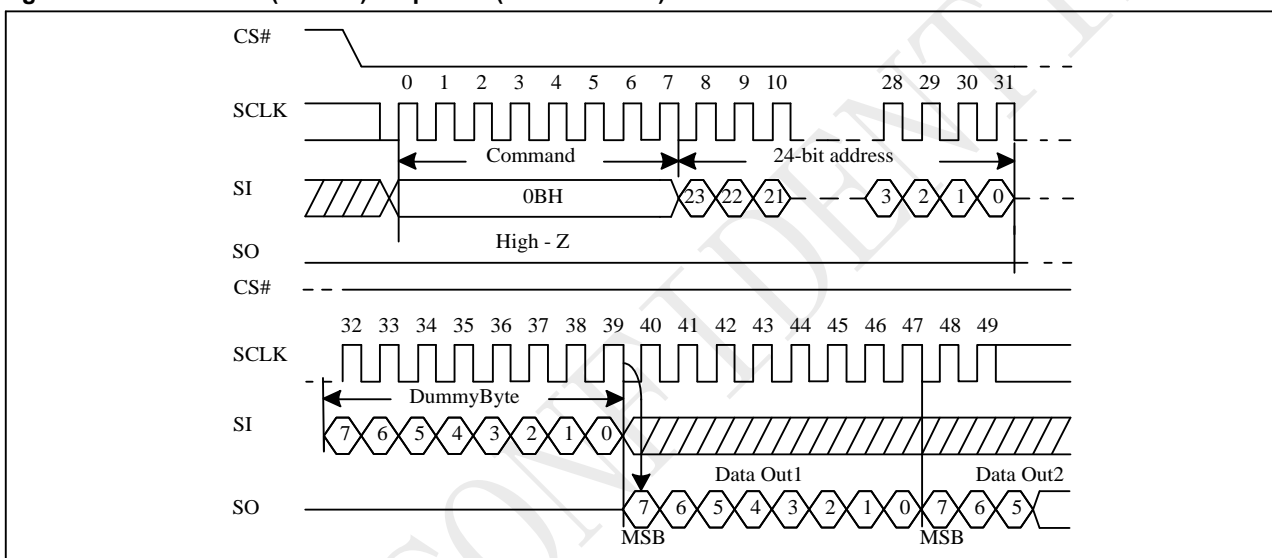 CS#
0 1 2 3 4 5 6 7 8 9 10 28 29 30 31
SCLK
Command 24-bit address
SI 0BH 23 22 21 3 2 1 0
High - Z
SO
CS#
32 33 34 35 36 37 38 39 40 41 42 43 44 45 46 47 48 49
SCLK
DummyByte
SI 7 6 5 4 3 2 1 0
Data Out1 Data Out2
SO 7 6 5 4 3 2 1 0 7 6 5
MSB MSB